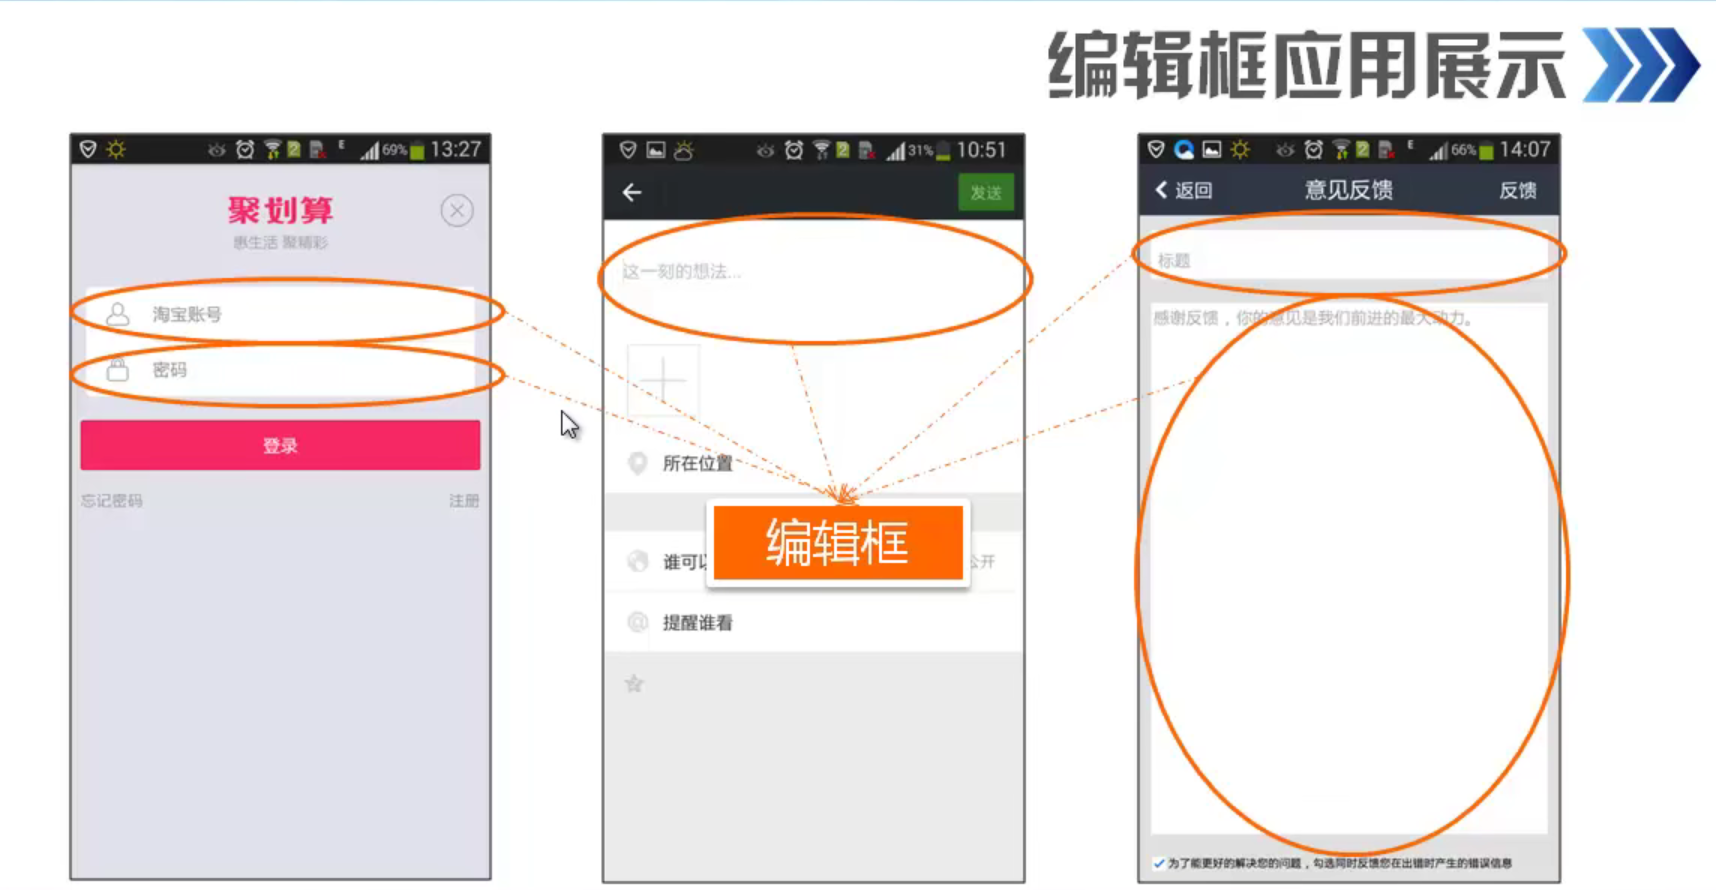 编辑框应用展示
69% 13:27
聚划算
惠生活 聚精彩
淘宝账号
密码
登录
忘记密码 注册
31% 10:51
发送
这一刻的想法...
所在位置
编辑框
谁可以 公开
提醒谁看
E 66% 14:07
返回 意见反馈 反馈
标题
感谢反馈，你的意见是我们前进的最大动力。
为了能更好的解决您的问题，勾选同时反馈您在出错时产生的错误信息